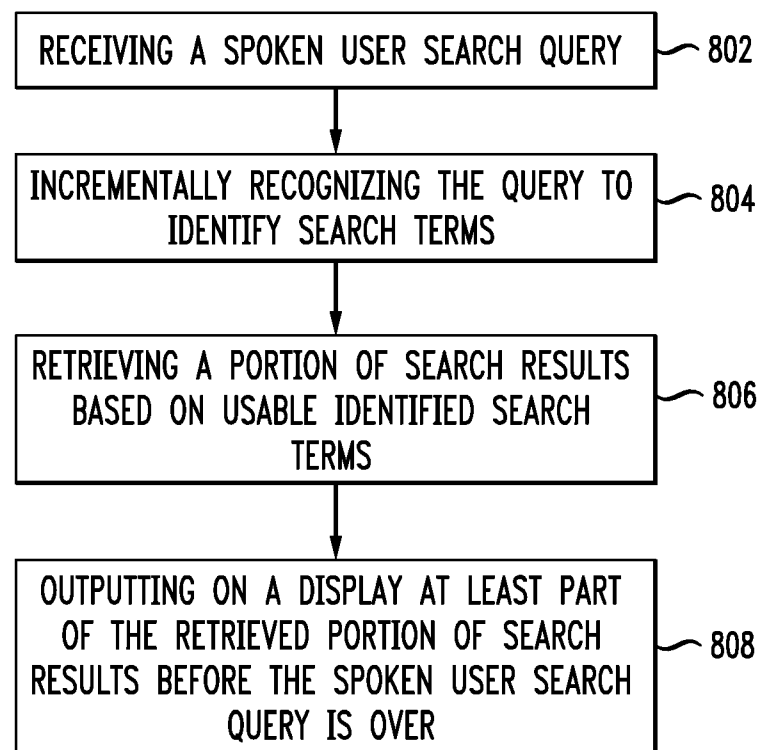 RECEIVING A SPOKEN USER SEARCH QUERY
802
INCREMENTALLY RECOGNIZING THE QUERY TO
IDENTIFY SEARCH TERMS
804
RETRIEVING A PORTION OF SEARCH RESULTS
BASED ON USABLE IDENTIFIED SEARCH
TERMS
806
OUTPUTTING ON A DISPLAY AT LEAST PART
OF THE RETRIEVED PORTION OF SEARCH
RESULTS BEFORE THE SPOKEN USER SEARCH
QUERY IS OVER
808